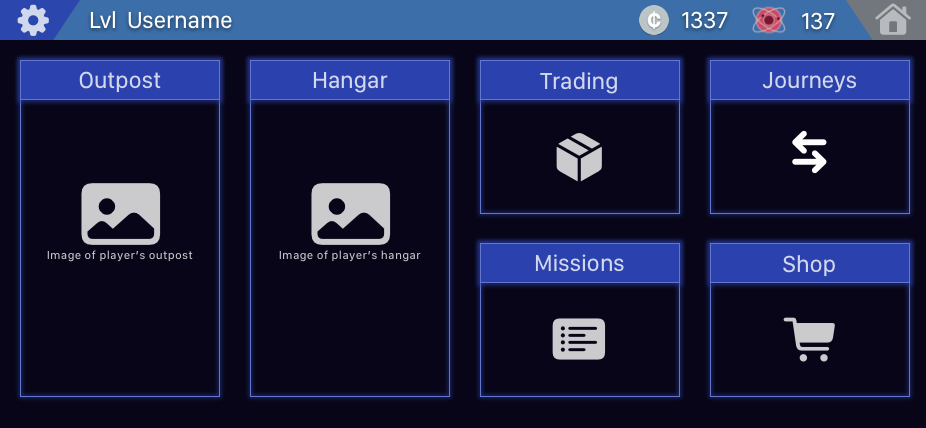 Lvl Username
1337
137
Outpost
Hangar
Trading
Journeys
Image of player's outpost
Image of player's hangar
Missions
Shop